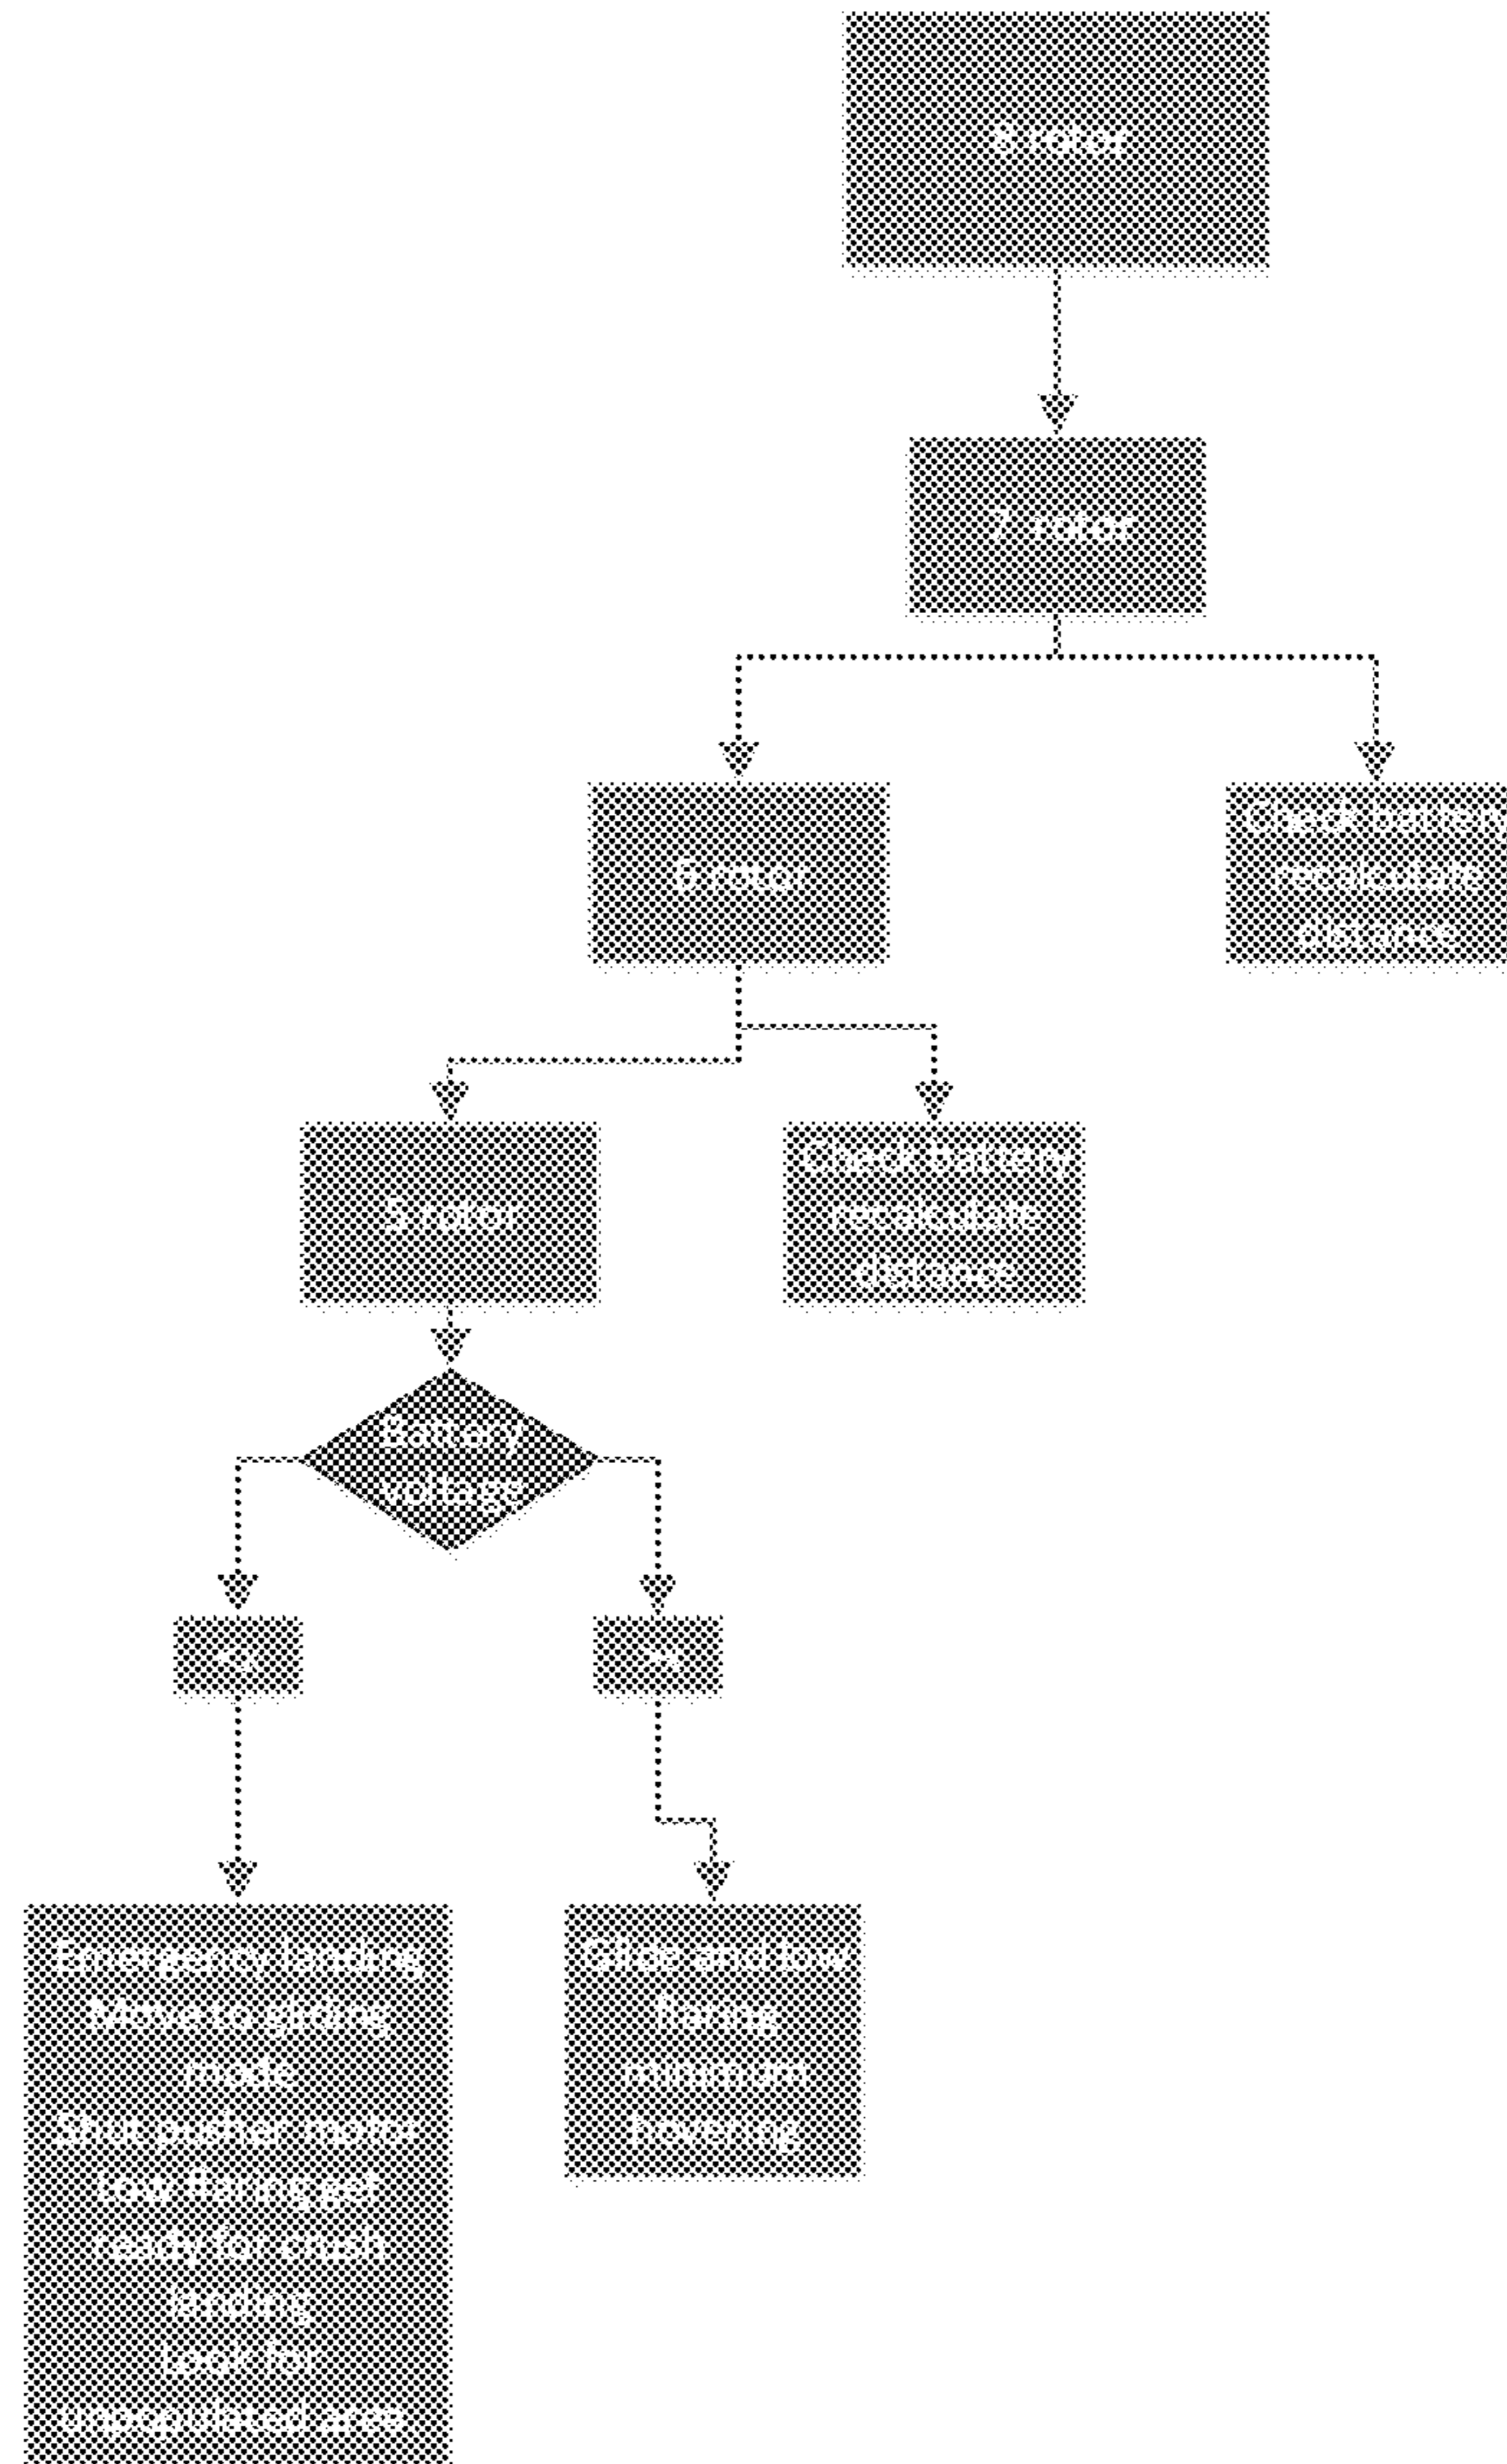 8 rotor
7 rotor
6 rotor
Check battery
recalculate
distance
5 rotor
Check battery
recalculate
distance
Battery
voltage
Emergency landing
Move to gliding
mode
Shut pusher motor
Low flaring get
ready for crush
landing
Look for
unpopulated area
Glide and low
flaring
minimum
hovering